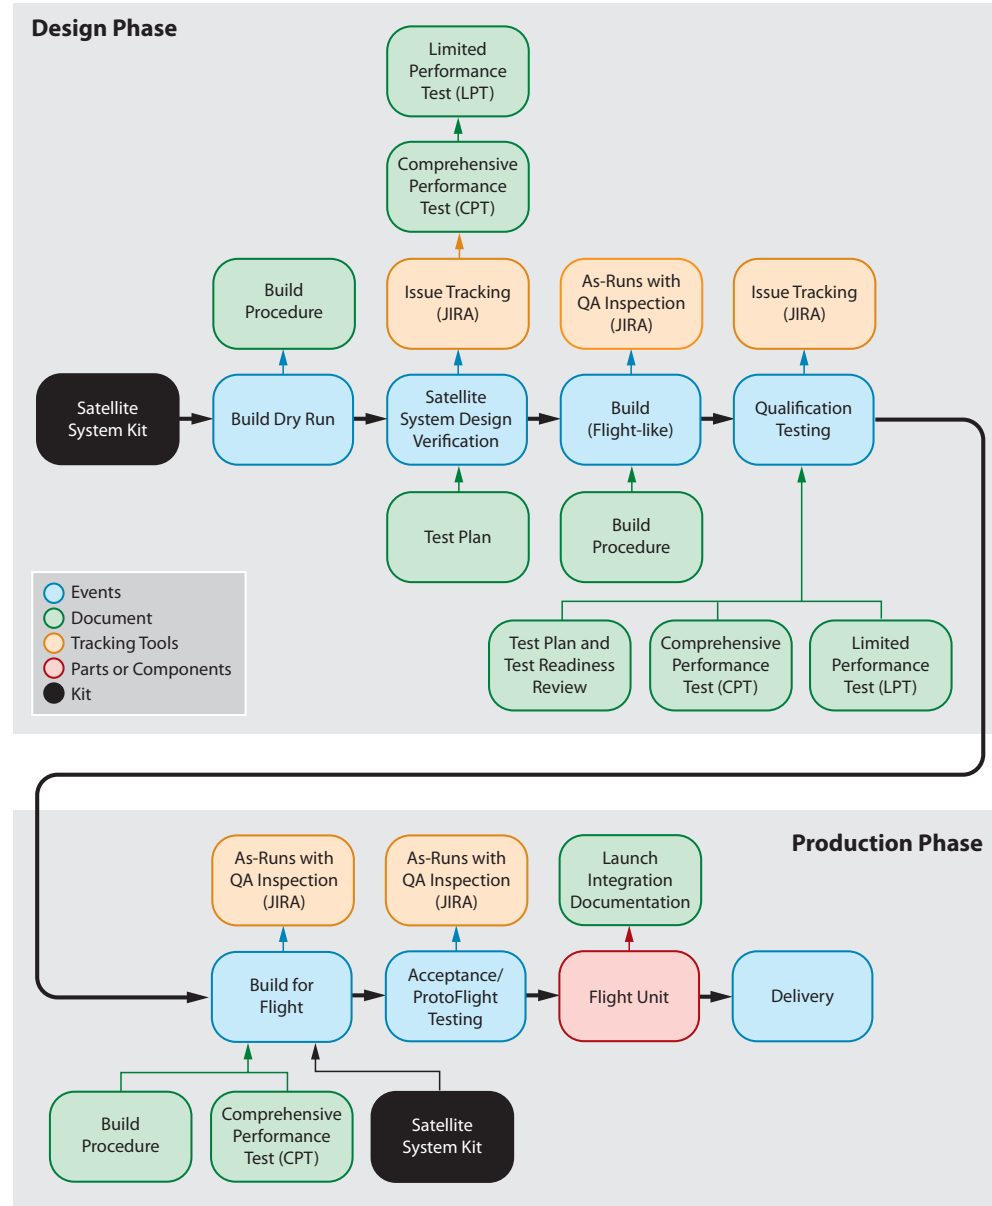 Design Phase
Limited
Performance
Test (LPT)
Comprehensive
Performance
Test (CPT)
Build
Procedure
Issue Tracking
(JIRA)
As-Runs with
QA Inspection
(JIRA)
Issue Tracking
(JIRA)
Satellite
System Kit
Build Dry Run
Satellite
System Design
Verification
Build
(Flight-like)
Qualification
Testing
Test Plan
Build
Procedure
Events
Document
Tracking Tools
Parts or Components
Kit
Test Plan and
Test Readiness
Review
Comprehensive
Performance
Test (CPT)
Limited
Performance
Test (LPT)
Production Phase
As-Runs with
QA Inspection
(JIRA)
As-Runs with
QA Inspection
(JIRA)
Launch
Integration
Documentation
Build for
Flight
Acceptance/
ProtoFlight
Testing
Flight Unit
Delivery
Build
Procedure
Comprehensive
Performance
Test (CPT)
Satellite
System Kit